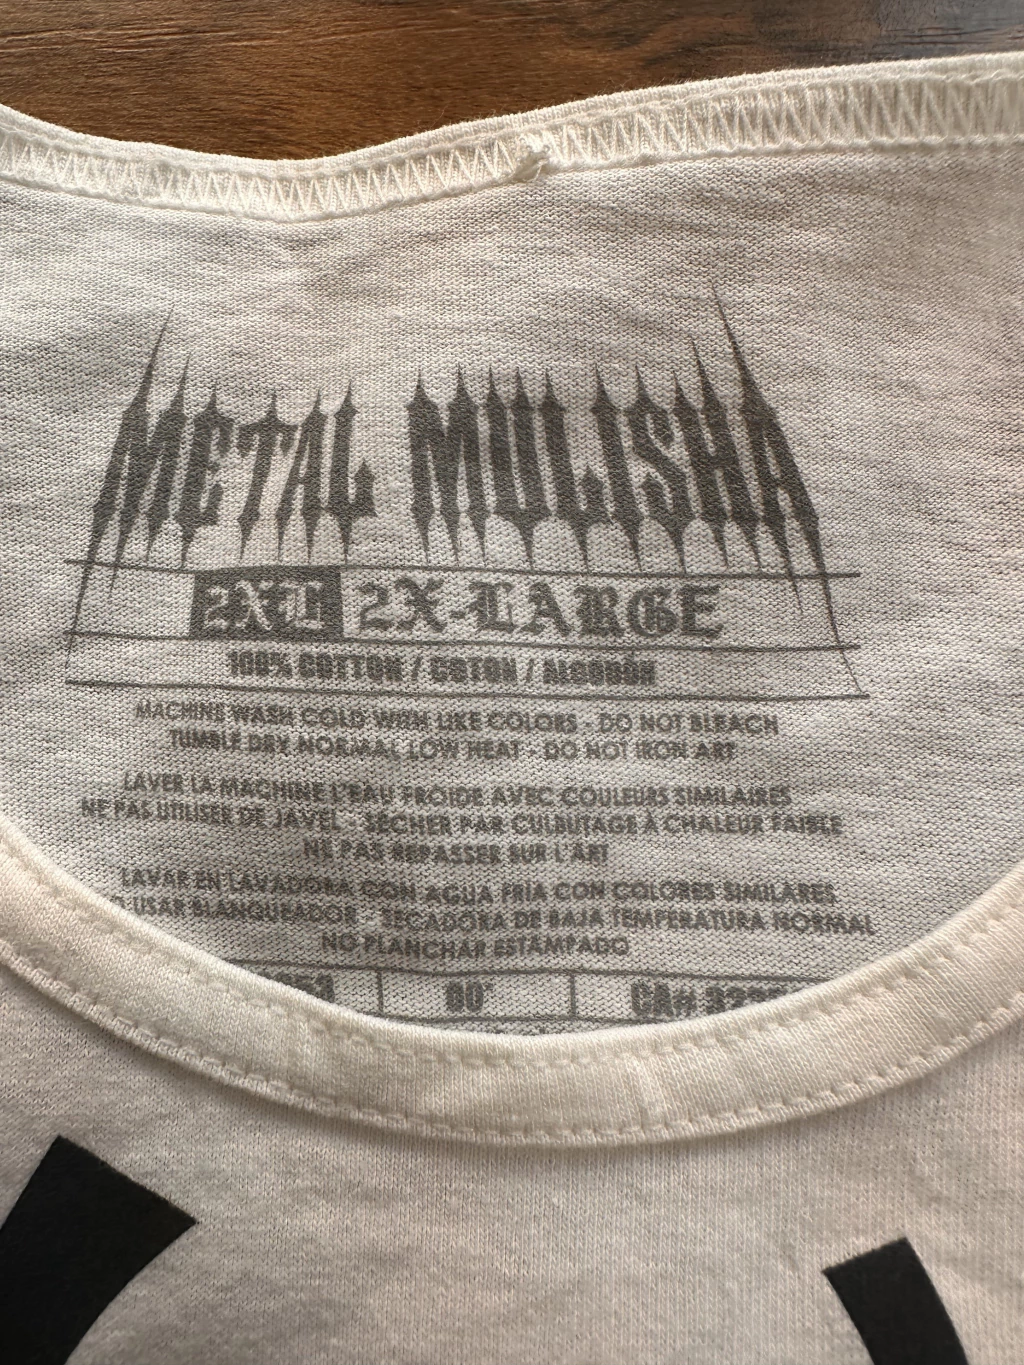 METAL MULISHA
2XL 2X-LARGE
100% COTTON / COTON / ALGODÓN
MACHINE WASH COLD WITH LIKE COLORS - DO NOT BLEACH
TUMBLE DRY NORMAL LOW HEAT - DO NOT IRON ART
LAVER LA MACHINE L'EAU FROIDE AVEC COULEURS SIMILAIRES
NE PAS UTILISER DE JAVEL - SÉCHER PAR CULBUTAGE À CHALEUR FAIBLE
NE PAS REPASSER SUR L'ART
LAVAR EN LAVADORA CON AGUA FRÍA CON COLORES SIMILARES
USAR BLANQUEADOR - SECADORA DE BAJA TEMPERATURA NORMAL
NO PLANCHAR ESTAMPADO
CA#